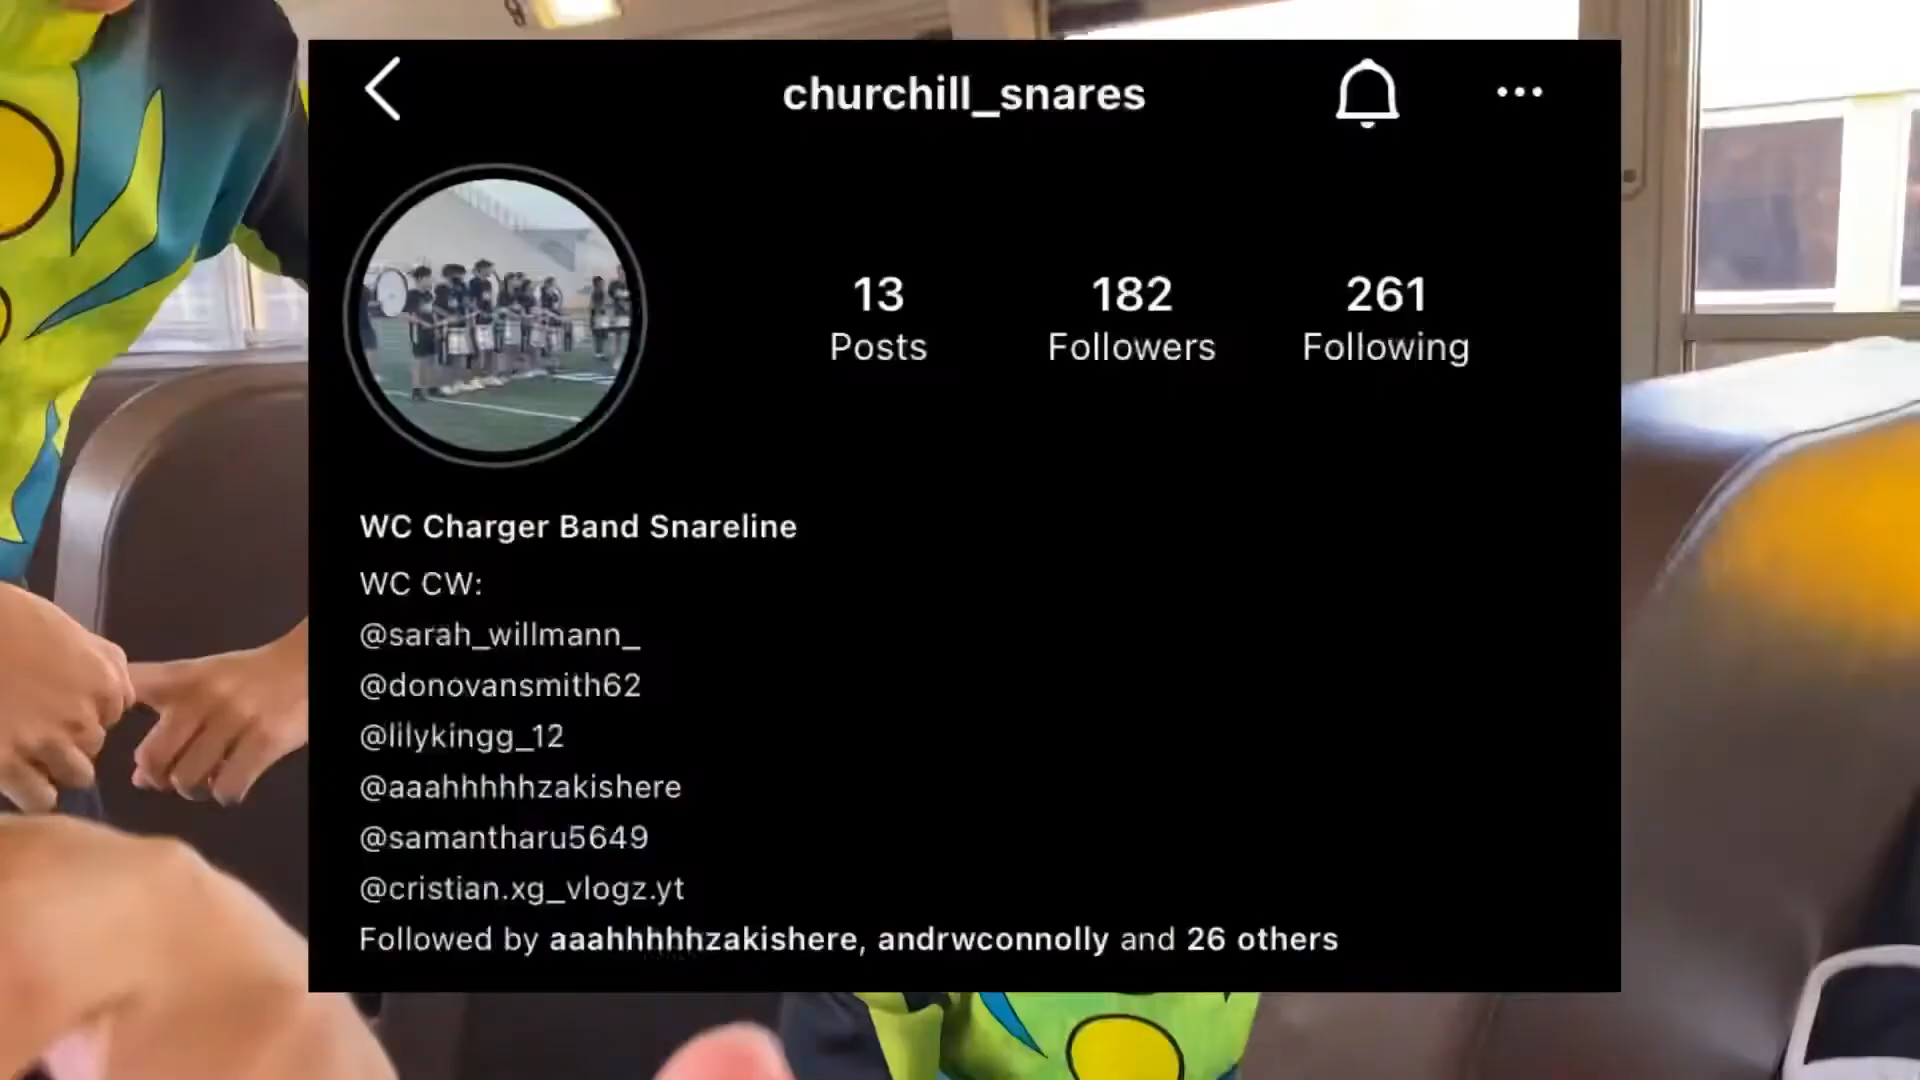 churchill_snares
13
Posts
182
Followers
261
Following
WC Charger Band Snareline
WC CW:
@sarah_willmann_
@donovansmith62
@lilykingg_12
@aaahhhhhzakishere
@samantharu5649
@cristian.xg_vlogz.yt
Followed by aaahhhhhzakishere, andrwconnolly and 26 others